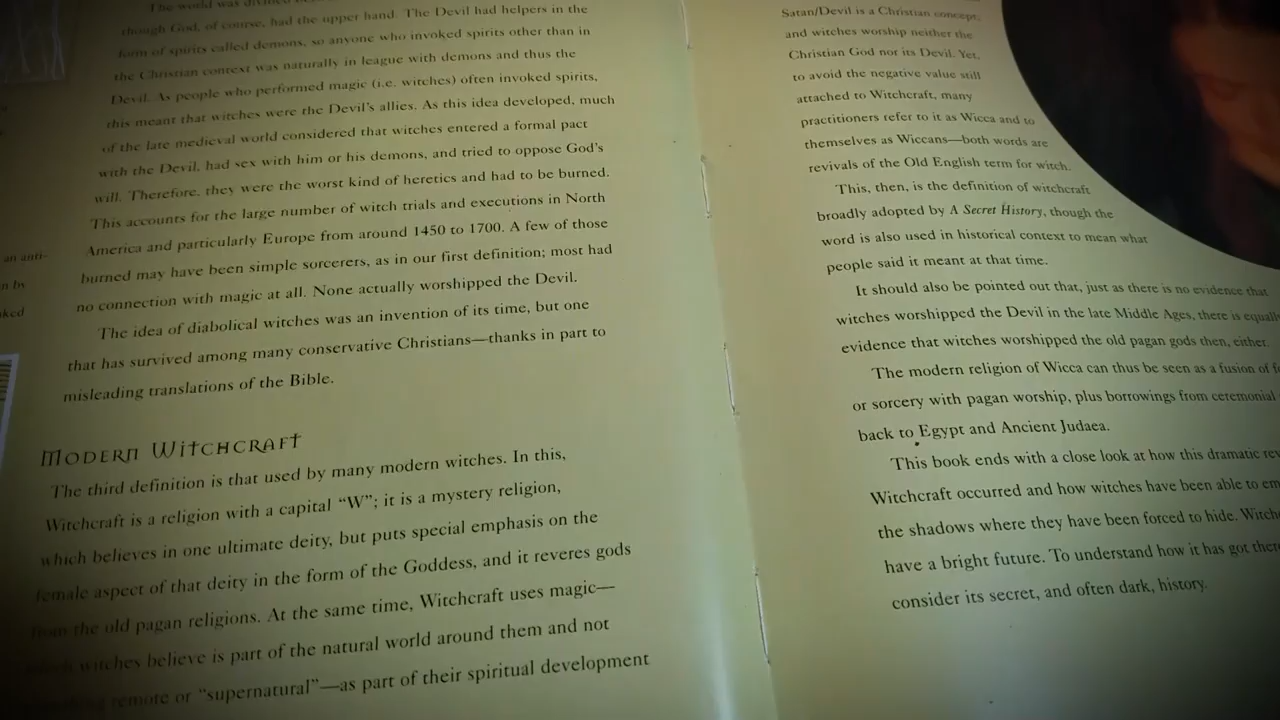 The world was
though God, of course, had the upper hand. The Devil had helpers in the
form of spirits called demons, so anyone who invoked spirits other than in
the Christian context was naturally in league with demons and thus the
Devil. As people who performed magic (i.e. witches) often invoked spirits,
this meant that witches were the Devil's allies. As this idea developed, much
of the late medieval world considered that witches entered a formal pact
with the Devil, had sex with him or his demons, and tried to oppose God's
will. Therefore, they were the worst kind of heretics and had to be burned.
This accounts for the large number of witch trials and executions in North
America and particularly Europe from around 1450 to 1700. A few of those
burned may have been simple sorcerers, as in our first definition; most had
no connection with magic at all. None actually worshipped the Devil.
The idea of diabolical witches was an invention of its time, but one
that has survived among many conservative Christians—thanks in part to
misleading translations of the Bible.
MODERN WITCHCRAFT
The third definition is that used by many modern witches. In this,
Witchcraft is a religion with a capital “W”; it is a mystery religion,
which believes in one ultimate deity, but puts special emphasis on the
female aspect of that deity in the form of the Goddess, and it reveres gods
from the old pagan religions. At the same time, Witchcraft uses magic—
witches believe is part of the natural world around them and not
remote or "supernatural"—as part of their spiritual development
an anti-
n by
Satan/Devil is a Christian concept,
and witches worship neither the
Christian God nor its Devil. Yet,
to avoid the negative value still
attached to Witchcraft, many
practitioners refer to it as Wicca and to
themselves as Wiccans—both words are
revivals of the Old English term for witch.
This, then, is the definition of witchcraft
broadly adopted by A Secret History, though the
word is also used in historical context to mean what
people said it meant at that time.
It should also be pointed out that, just as there is no evidence that
witches worshipped the Devil in the late Middle Ages, there is equally
evidence that witches worshipped the old pagan gods then, either.
The modern religion of Wicca can thus be seen as a fusion of
or sorcery with pagan worship, plus borrowings from ceremonial
back to Egypt and Ancient Judaea.
This book ends with a close look at how this dramatic
Witchcraft occurred and how witches have been able to
the shadows where they have been forced to hide.
have a bright future. To understand how it has got
consider its secret, and often dark, history.